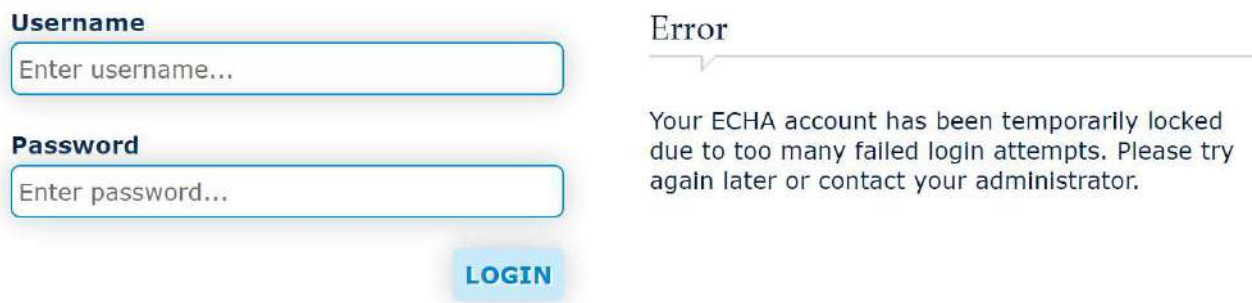 Username
Enter username...
Password
Enter password...
LOGIN
Error
Your ECHA account has been temporarily locked
due to too many failed login attempts. Please try
again later or contact your administrator.